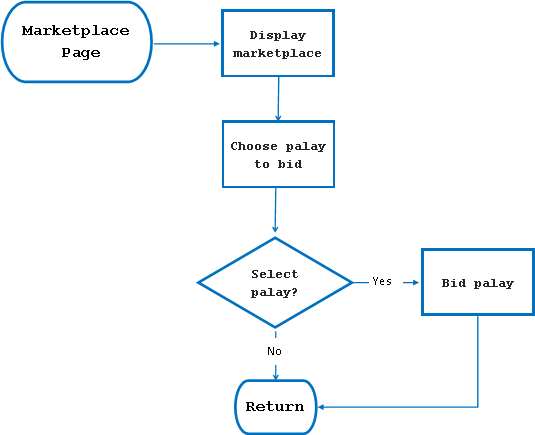 Marketplace
Page
Display
marketplace
Choose palay
to bid
Select
palay?
Yes
Bid palay
No
Return